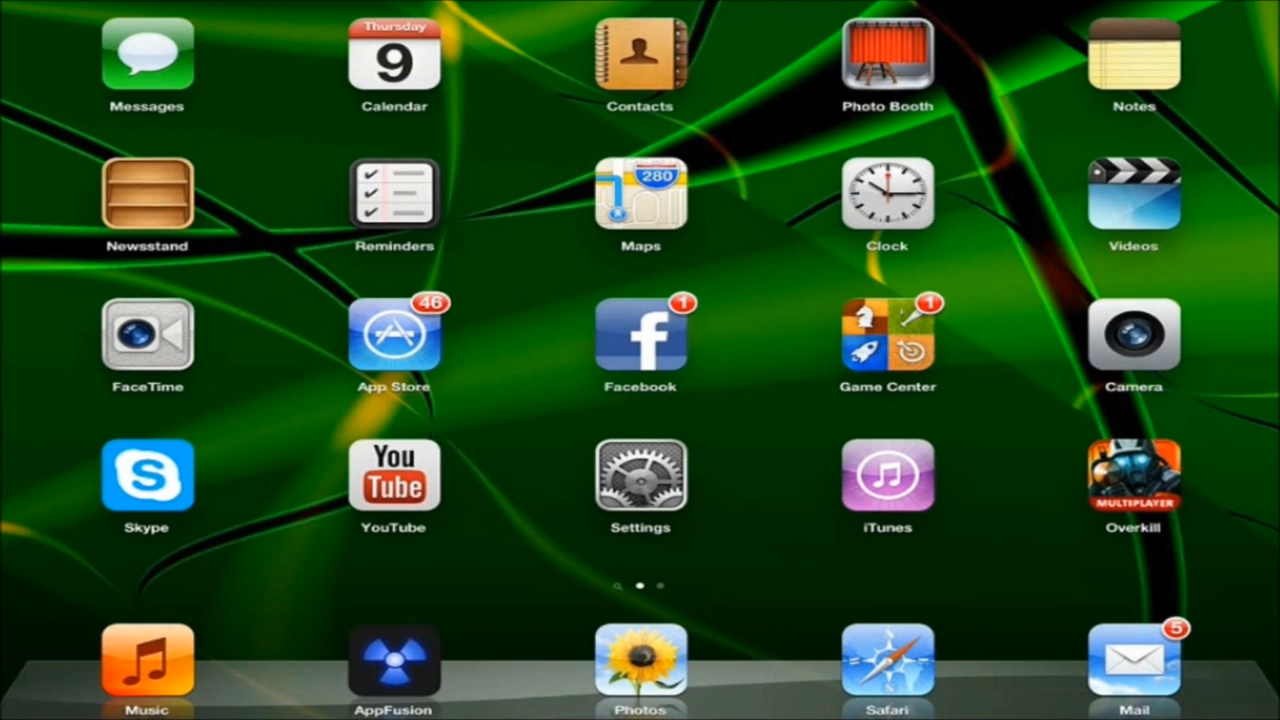 Thursday
9
Messages
Calendar
Contacts
Photo Booth
Notes
280
Newsstand
Reminders
Maps
Clock
Videos
46
1
1
FaceTime
App Store
f
Facebook
Game Center
Camera
S
You
Tube
MULTIPLAYER
Skype
YouTube
Settings
iTunes
Overkill
5
Music
AppFusion
Photos
Safari
Mail